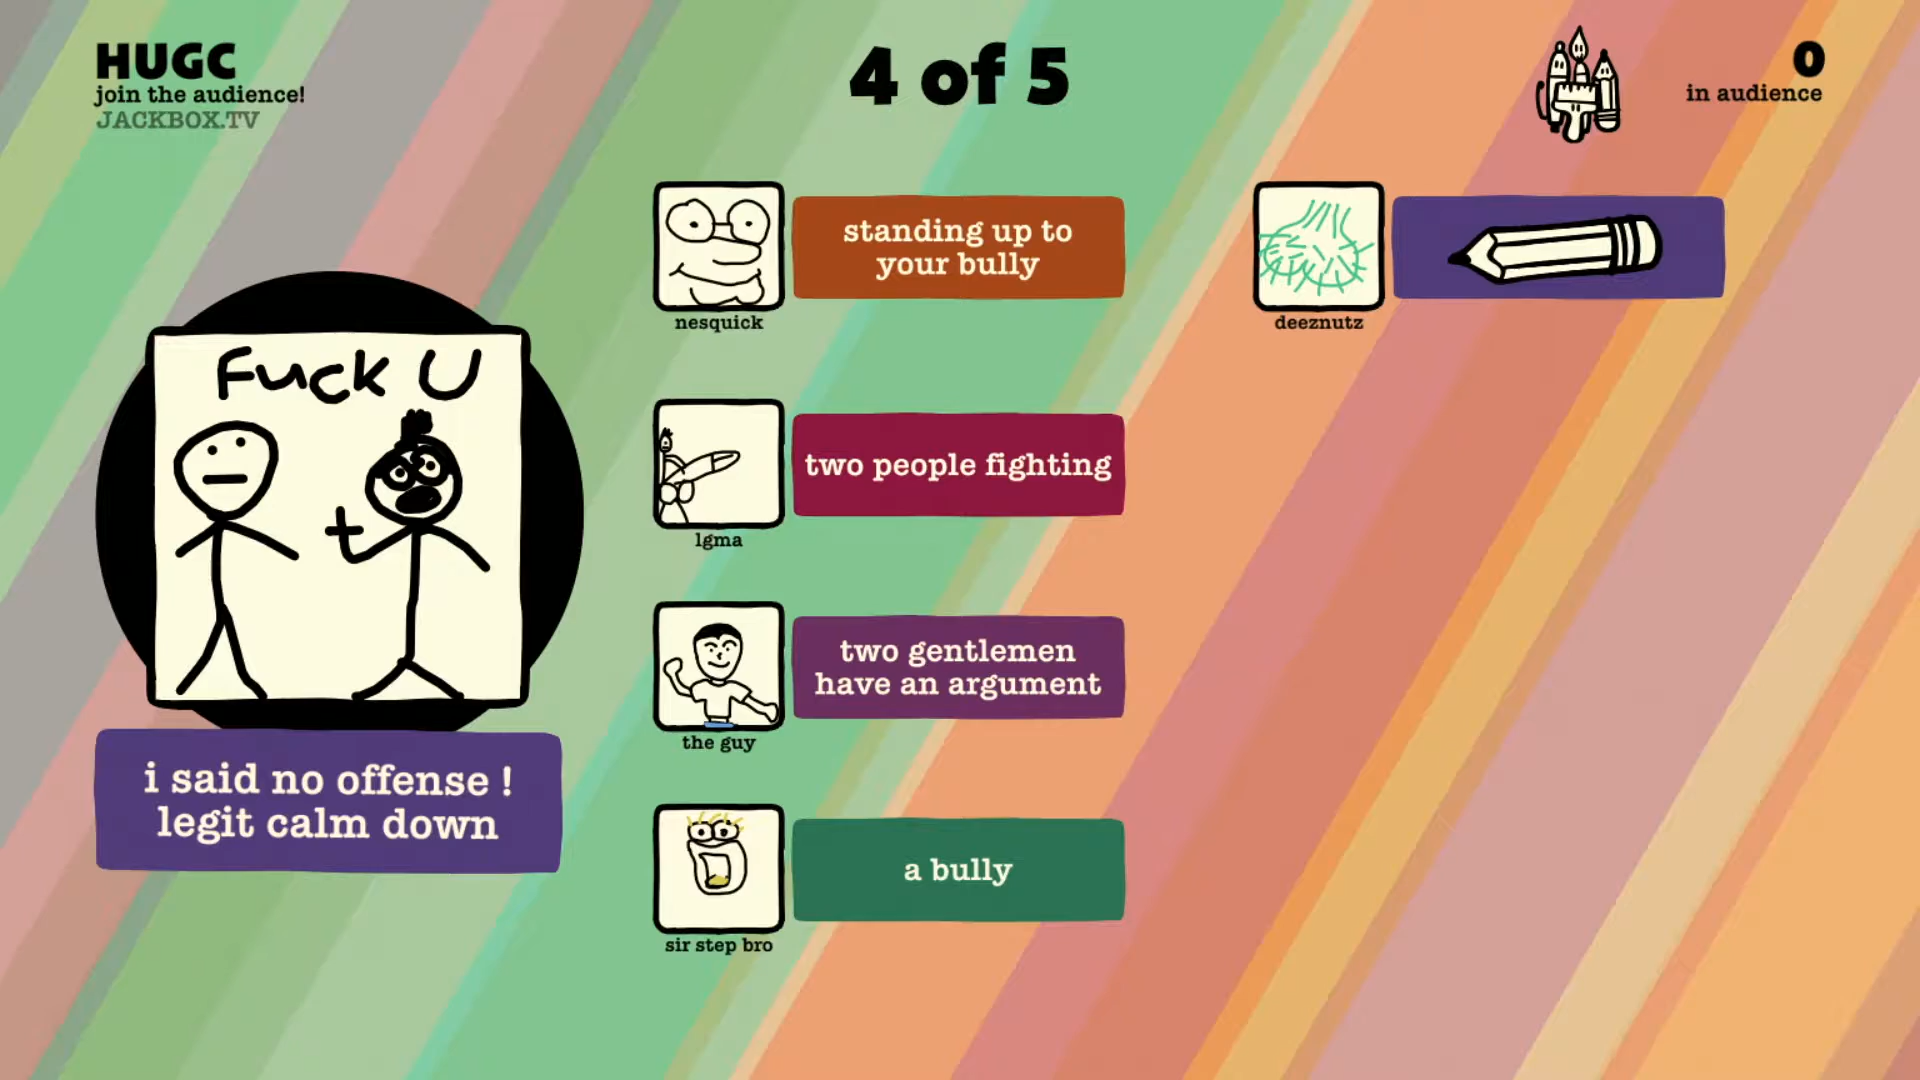 HUGC
join the audience!
JACKBOX.TV
4 of 5
0
in audience
Fuck U
i said no offense !
legit calm down
standing up to
your bully
nesquick
two people fighting
lgma
two gentlemen
have an argument
the guy
a bully
sir step bro
deeznutz